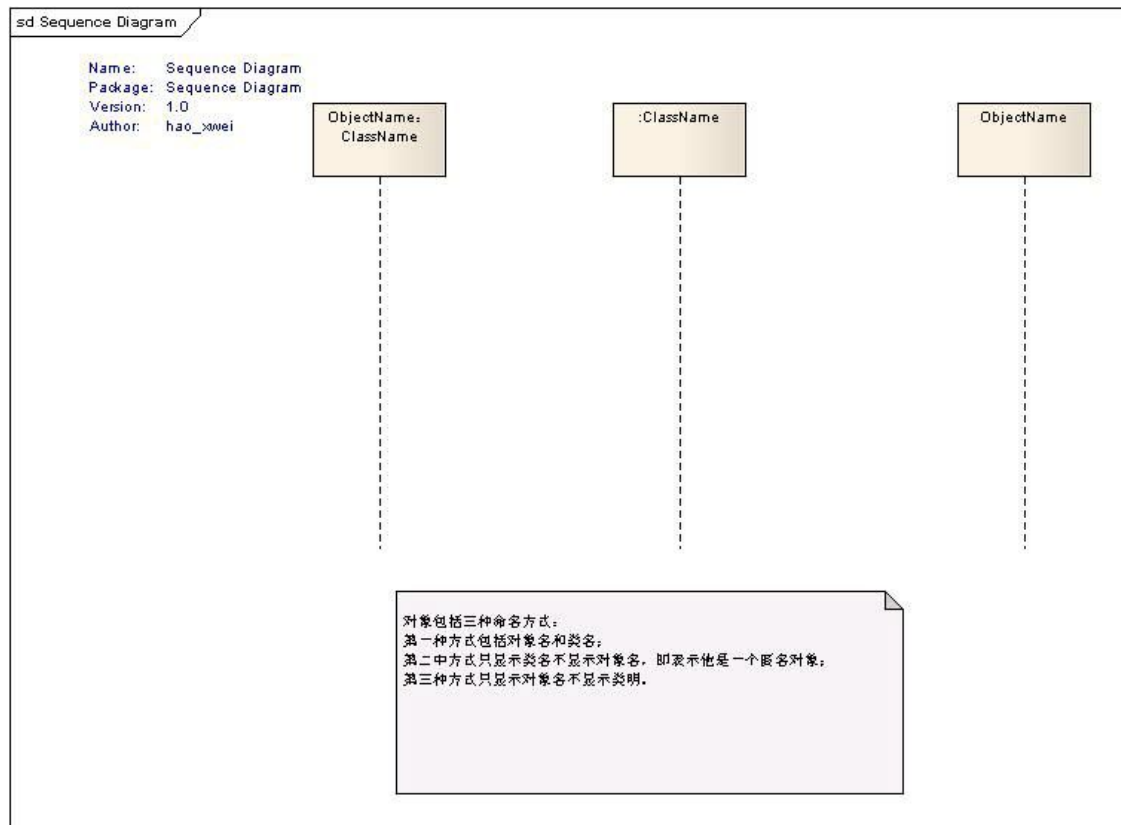 sd Sequence Diagram
Name: Sequence Diagram
Package: Sequence Diagram
Version: 1.0
Author: hao_xwei
ObjectName：
ClassName
:ClassName
ObjectName
对象包括三种命名方式：
第一种方式包括对象名和类名；
第二中方式只显示类名不显示对象名，即表示他是一个匿名对象；
第三种方式只显示对象名不显示类明。